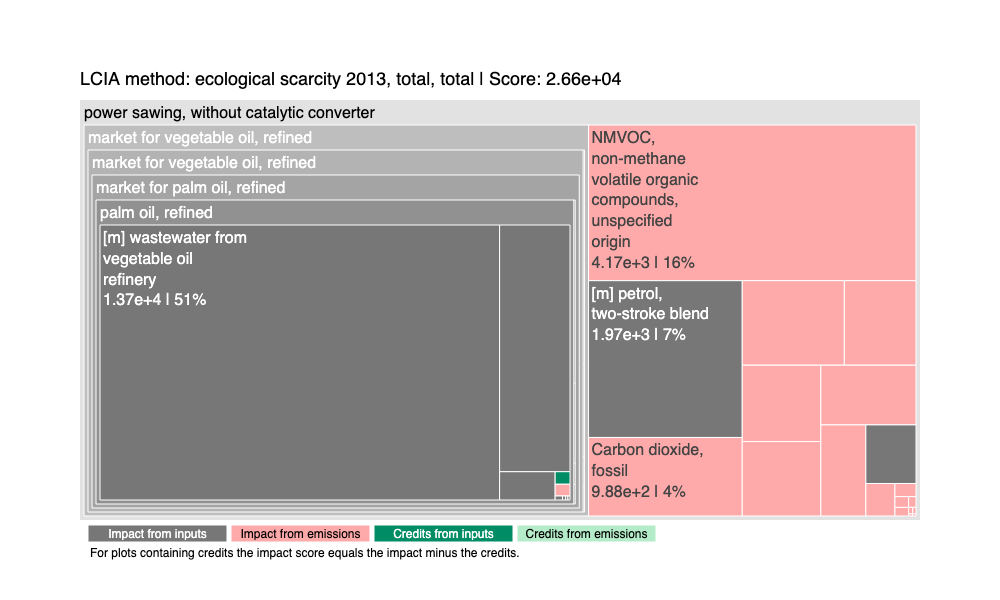 LCIA method: ecological scarcity 2013, total, total | Score: 2.66e+04
power sawing, without catalytic converter
market for vegetable oil, refined
market for vegetable oil, refined
market for palm oil, refined
palm oil, refined
[m] wastewater from
vegetable oil
refinery
1.37e+4 | 51%
NMVOC,
non-methane
volatile organic
compounds,
unspecified
origin
4.17e+3 | 16%
[m] petrol,
two-stroke blend
1.97e+3 | 7%
Carbon dioxide,
fossil
9.88e+2 | 4%
Impact from inputs
Impact from emissions
Credits from inputs
Credits from emissions
For plots containing credits the impact score equals the impact minus the credits.